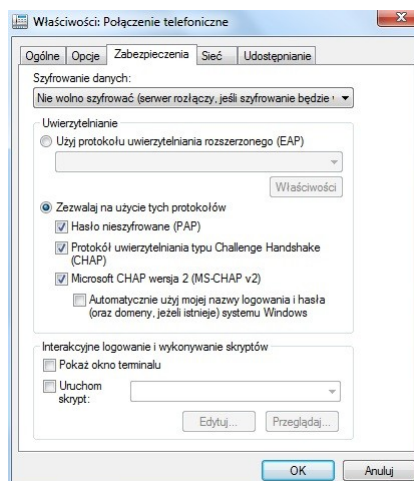 Właściwości: Połączenie telefoniczne
Ogólne Opcje Zabezpieczenia Sieć Udostępnianie
Szyfrowanie danych:
Nie wolno szyfrować (serwer rozłączy, jeśli szyfrowanie będzie
Uwierzytelnianie
Użyj protokołu uwierzytelniania rozszerzonego (EAP)
Właściwości
Zezwalaj na użycie tych protokołów
Hasło nieszyfrowane (PAP)
Protokół uwierzytelniania typu Challenge Handshake
(CHAP)
Microsoft CHAP wersja 2 (MS-CHAP v2)
Automatycznie użyj mojej nazwy logowania i hasła
(oraz domeny, jeżeli istnieje) systemu Windows
Interakcyjne logowanie i wykonywanie skryptów
Pokaż okno terminalu
Uruchom
skrypt:
Edytuj... Przeglądaj...
OK Anuluj